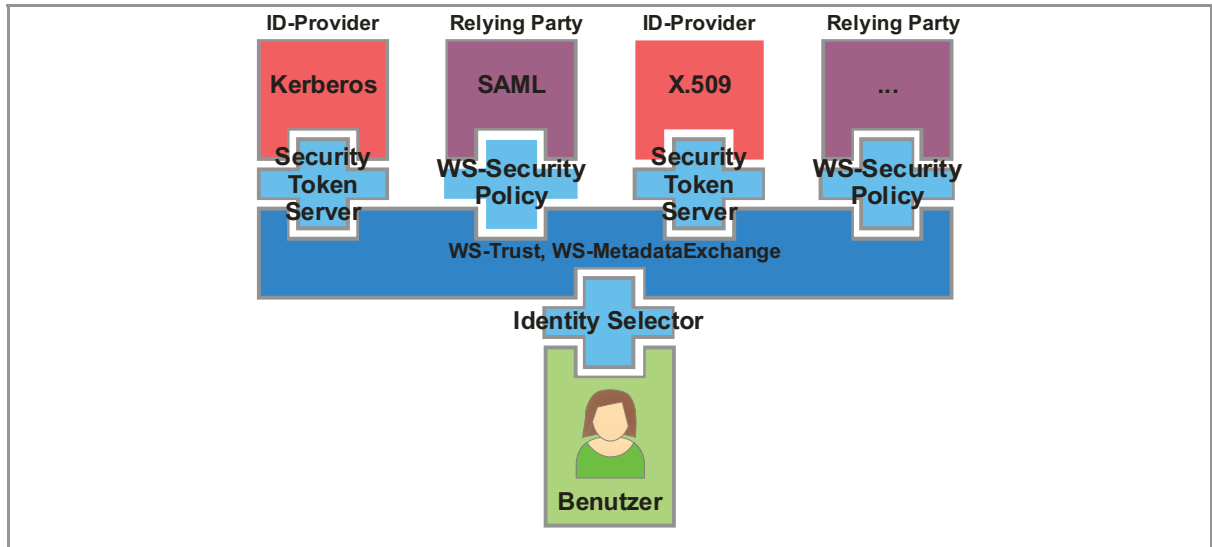 ID-Provider
Relying Party
ID-Provider
Relying Party
Kerberos
SAML
X.509
...
Security
Token
Server
WS-Security
Policy
Security
Token
Server
WS-Security
Policy
WS-Trust, WS-MetadataExchange
Identity Selector
Benutzer